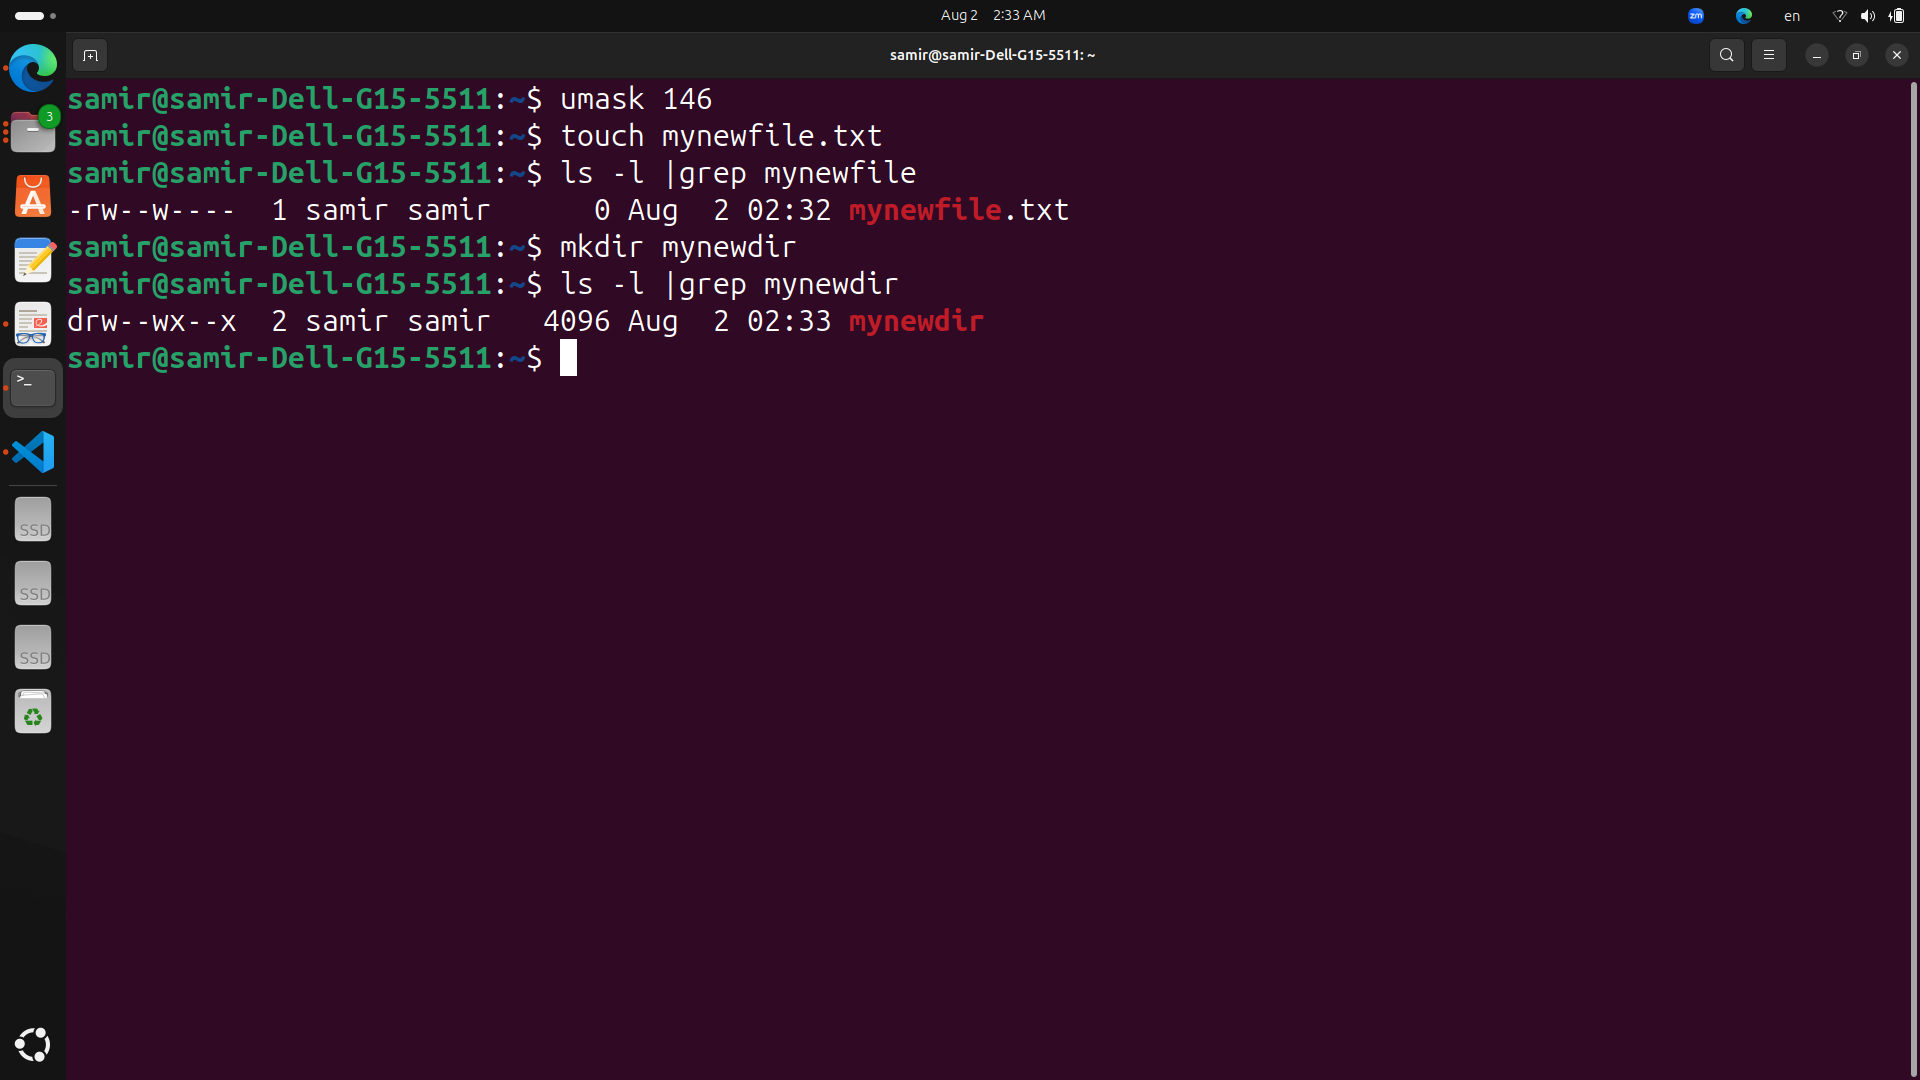 Aug 2 2:33 AM
zm
en
samir@samir-Dell-G15-5511: ~
3
samir@samir-Dell-G15-5511:~$ umask 146
samir@samir-Dell-G15-5511:~$ touch mynewfile.txt
samir@samir-Dell-G15-5511:~$ ls -l |grep mynewfile
-rw--w---- 1 samir samir 0 Aug 2 02:32 mynewfile.txt
samir@samir-Dell-G15-5511:~$ mkdir mynewdir
samir@samir-Dell-G15-5511:~$ ls -l |grep mynewdir
drw--wx--x 2 samir samir 4096 Aug 2 02:33 mynewdir
samir@samir-Dell-G15-5511:~$
>_
SSD
SSD
SSD